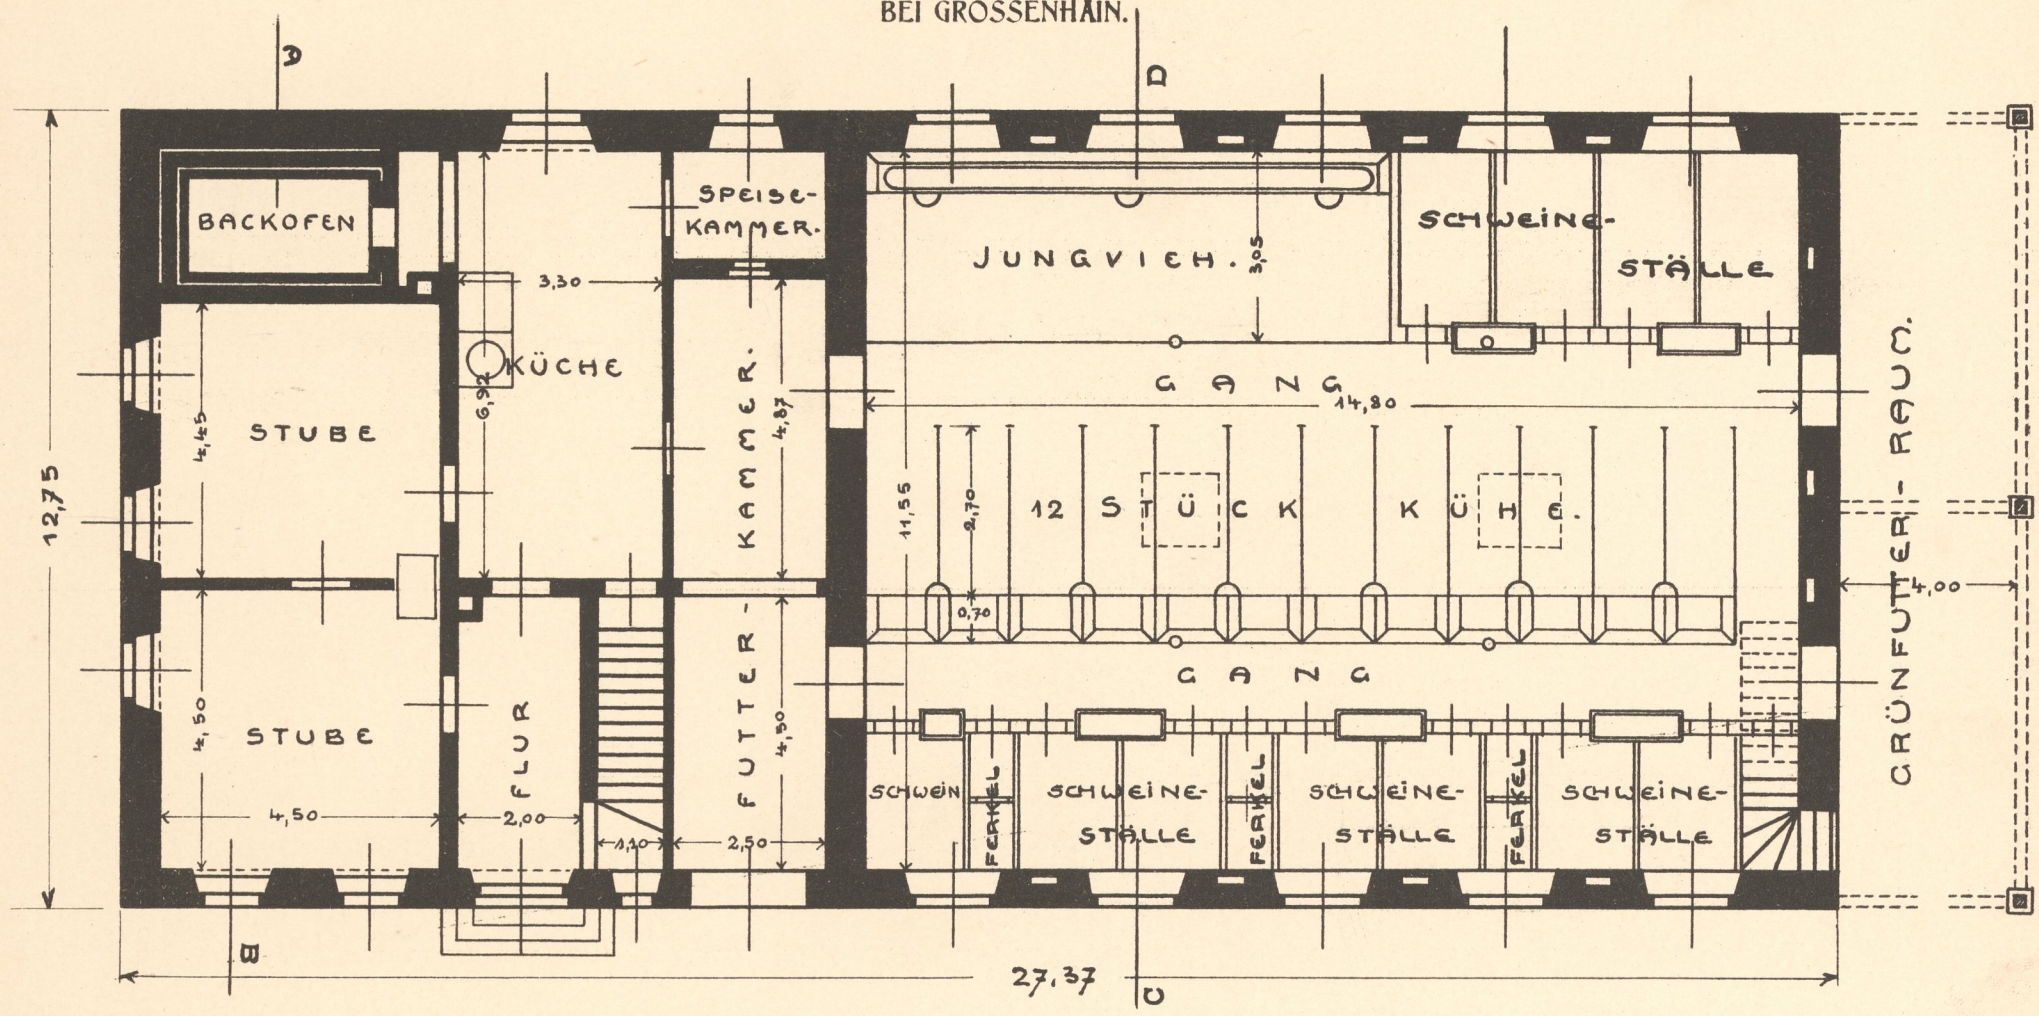 BEI GROSSENHAIN.
D
D
BACKOFEN
SPEISE-
KAMMER.
JUNGVIEH.
3,05
SCHWEINE-
STÄLLE
3,30
KÜCHE
6,92
STUBE
4,45
KAMMER.
4,87
GANG
14,80
12,75
11,55
2,70
12 STÜCK KÜHE.
0,70
GRÜNFUTTER-RAUM.
4,00
GANG
STUBE
4,50
4,50
FLUR
2,00
1,10
FUTTER-
4,50
2,50
SCHWEIN
FERKEL
SCHWEINE-
STÄLLE
FERKEL
SCHWEINE-
STÄLLE
FERKEL
SCHWEINE-
STÄLLE
B
27,37
C